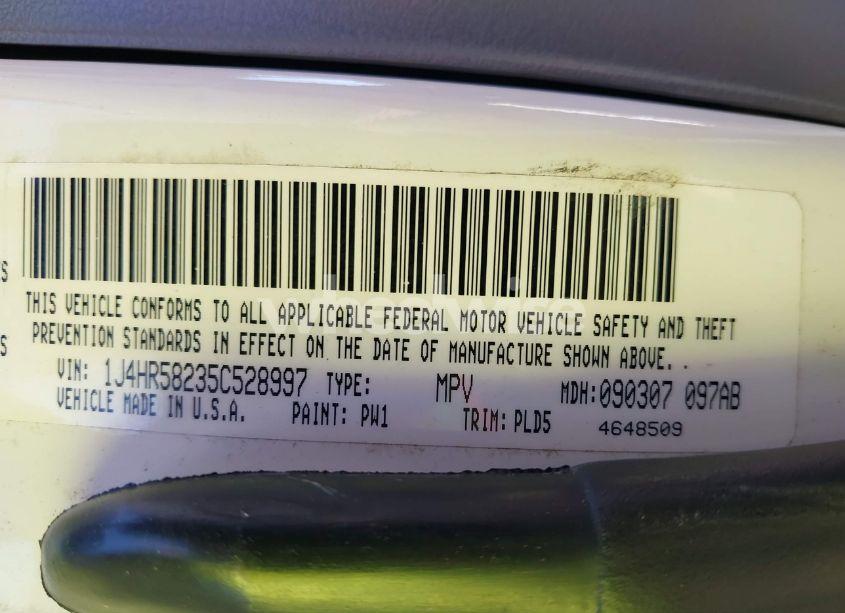 THIS VEHICLE CONFORMS TO ALL APPLICABLE FEDERAL MOTOR VEHICLE SAFETY AND THEFT
PREVENTION STANDARDS IN EFFECT ON THE DATE OF MANUFACTURE SHOWN ABOVE. .
VIN: 1J4HR58235C528997 TYPE: MPV MDH: 090307 097AB
VEHICLE MADE IN U.S.A. PAINT: PW1 TRIM: PLD5 4648509